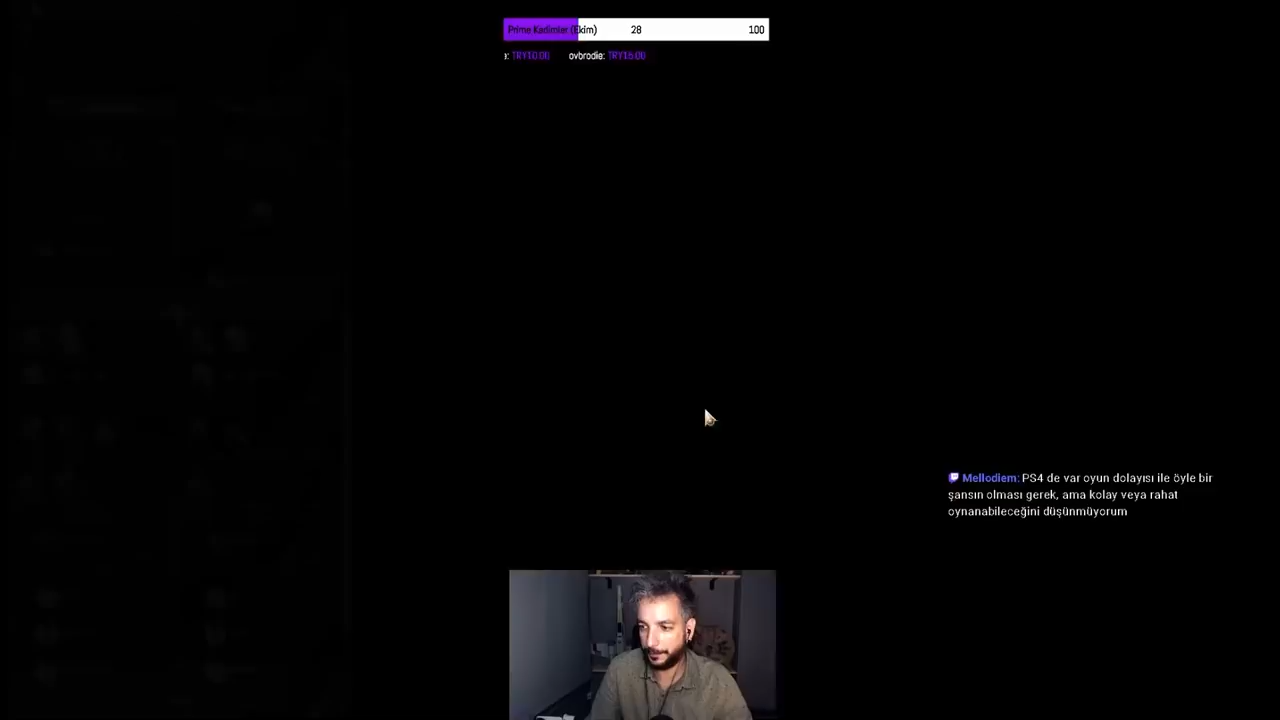 Prime Kadimler (Ekim) 28 100
e: TRY10.00 ovbrodie: TRY15.00
Mellodiem: PS4 de var oyun dolayısı ile öyle bir
şansın olması gerek, ama kolay veya rahat
oynanabileceğini düşünmüyorum